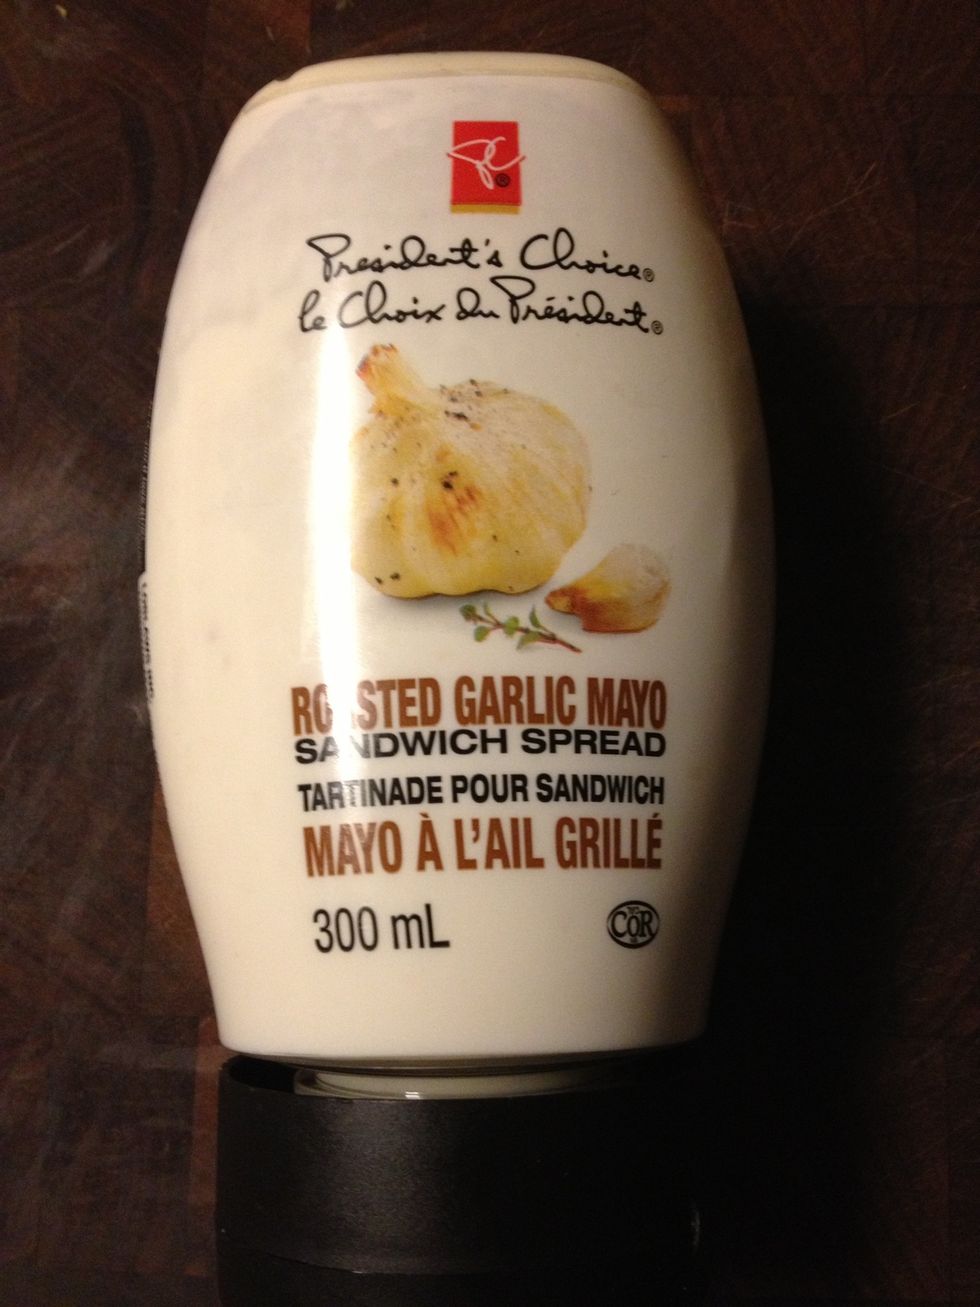 PC®
President's Choice®
le Choix du Président®
ROASTED GARLIC MAYO
SANDWICH SPREAD
TARTINADE POUR SANDWICH
MAYO À L'AIL GRILLÉ
300 mL
COR